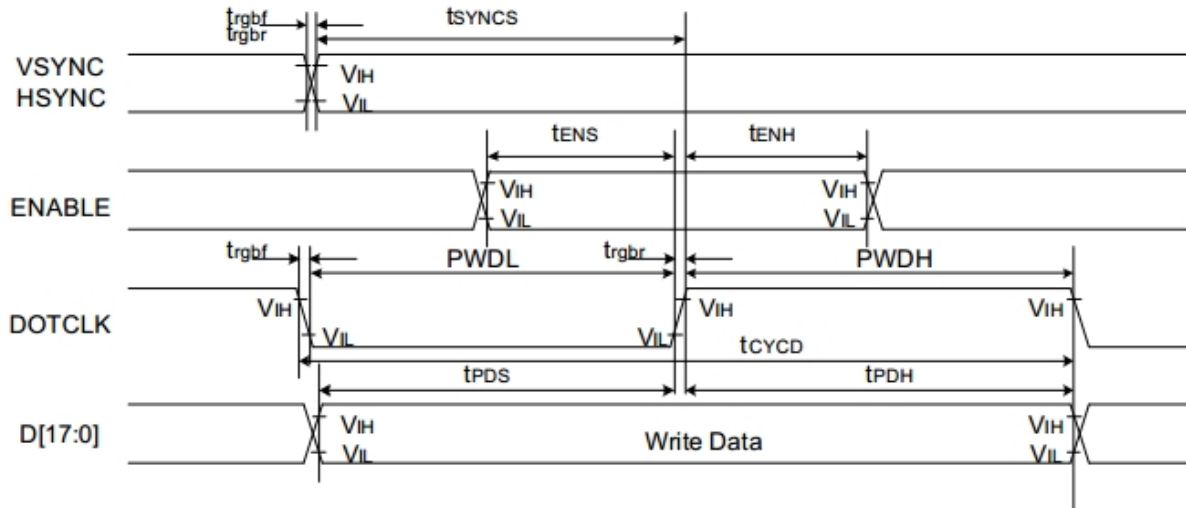 trgbf
trgbr
tSYNCS
VSYNC
HSYNC
VIH
VIL
tENS
tENH
ENABLE
VIH
VIL
VIH
VIL
trgbf
PWDL
trgbr
PWDH
DOTCLK
VIH
VIL
VIL
VIH
VIH
tCYCD
tPDS
tPDH
D[17:0]
VIH
VIL
Write Data
VIH
VIL